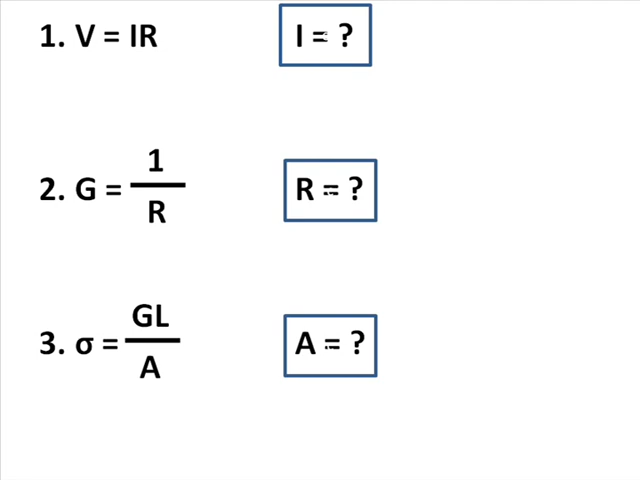 1. V = IR I = ?
2. G = 1/R R = ?
3. σ = GL/A A = ?